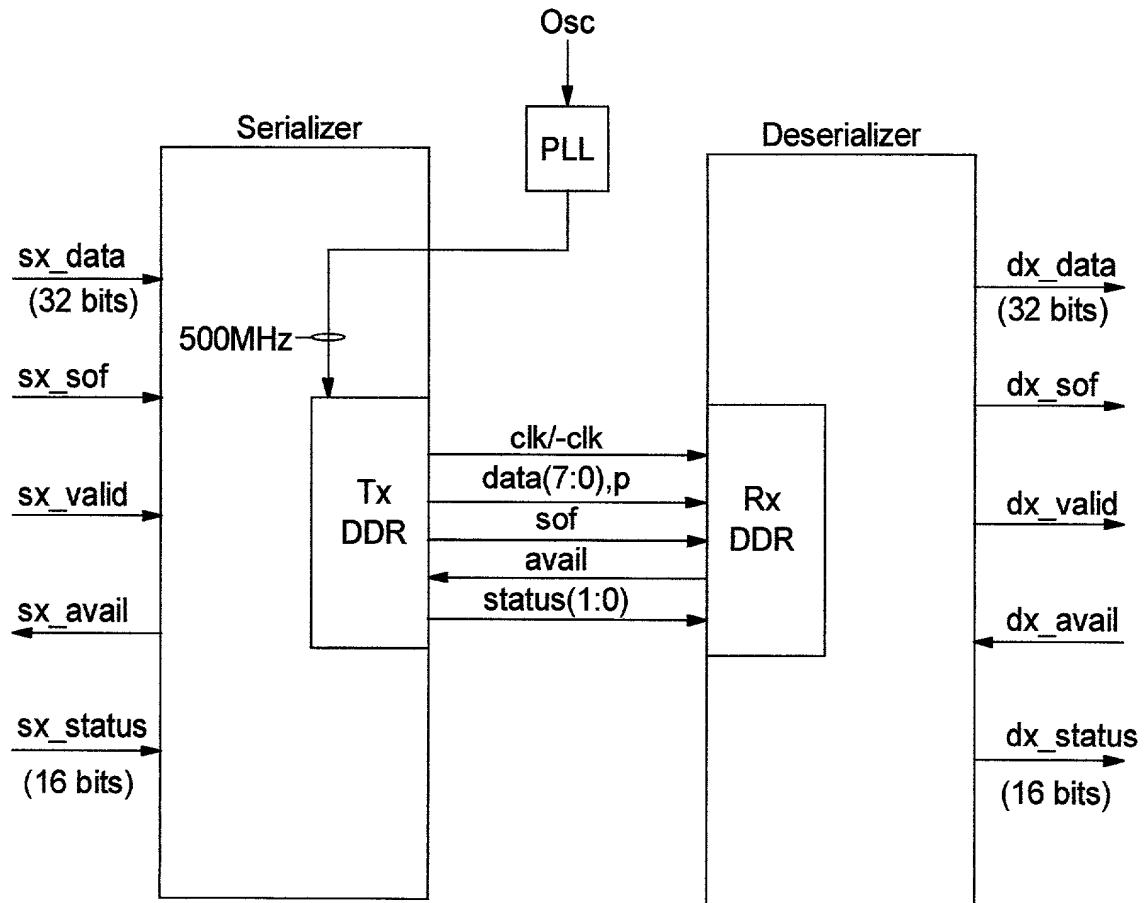 Osc
PLL
Serializer
Deserializer
sx_data
(32 bits)
500MHz
sx_sof
sx_valid
sx_avail
sx_status
(16 bits)
Tx
DDR
clk/-clk
data(7:0),p
sof
avail
status(1:0)
Rx
DDR
dx_data
(32 bits)
dx_sof
dx_valid
dx_avail
dx_status
(16 bits)